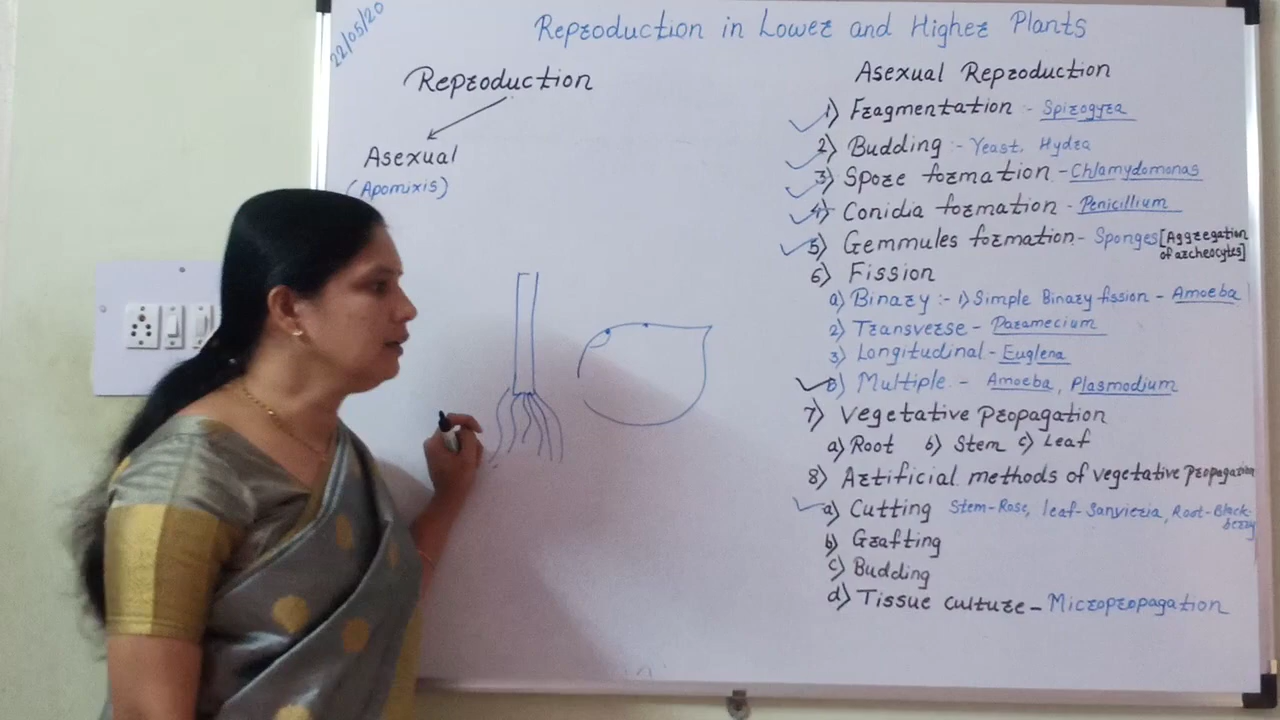 22/05/20
Reproduction in Lower and Higher Plants
Reproduction
Asexual
(Apomixis)
Asexual Reproduction
1) Fragmentation :- Spirogyra
2) Budding :- Yeast, Hydra
3) Spore formation - Chlamydomonas
4) Conidia formation - Penicillium
5) Gemmules formation - Sponges [Aggregation
of archeocytes]
6) Fission
a) Binary :- 1) Simple Binary fission - Amoeba
2) Transverse - Paramecium
3) Longitudinal - Euglena
B) Multiple - Amoeba, Plasmodium
7) Vegetative propagation
a) Root b) Stem c) Leaf
8) Artificial methods of vegetative propagation
a) Cutting Stem-Rose, leaf-Sanvieria, Root-Black-
berry
b) Grafting
c) Budding
d) Tissue culture - Micropropagation